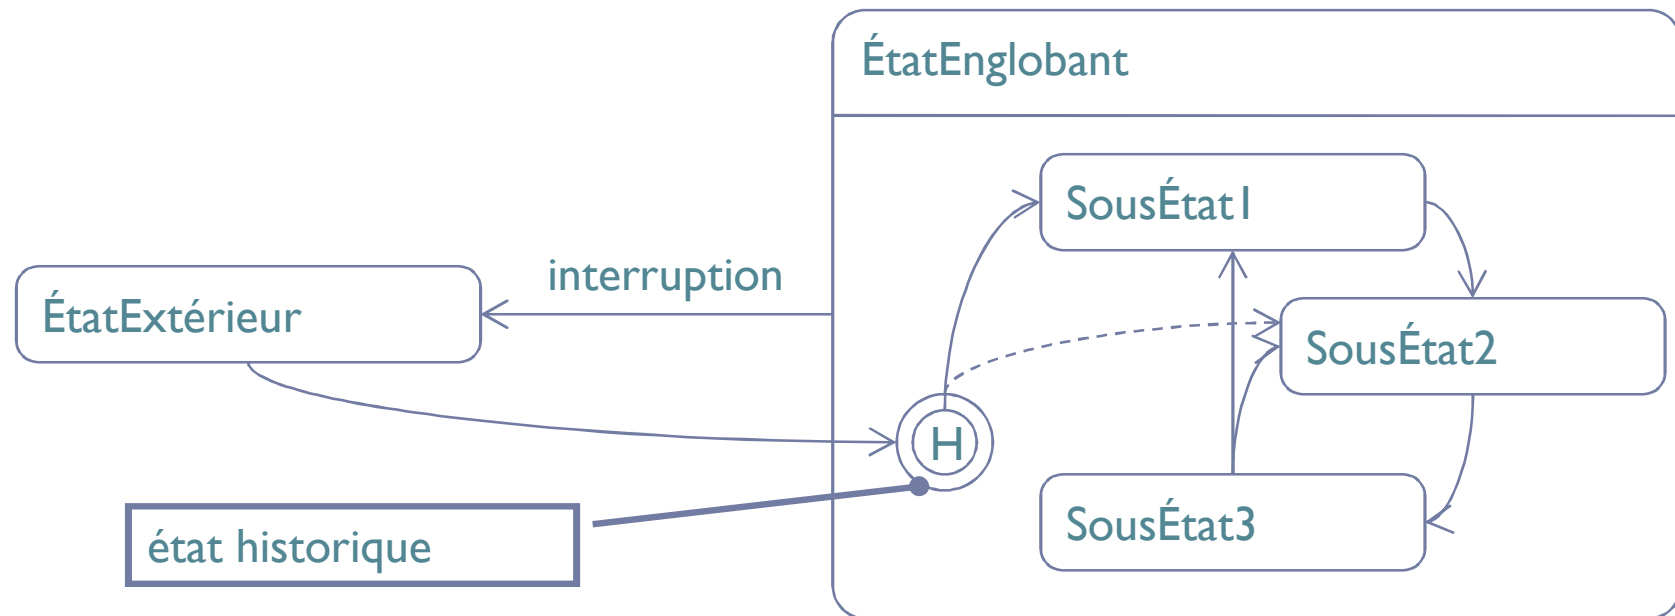 ÉtatEnglobant
SousÉtat1
interruption
ÉtatExtérieur
SousÉtat2
H
SousÉtat3
état historique